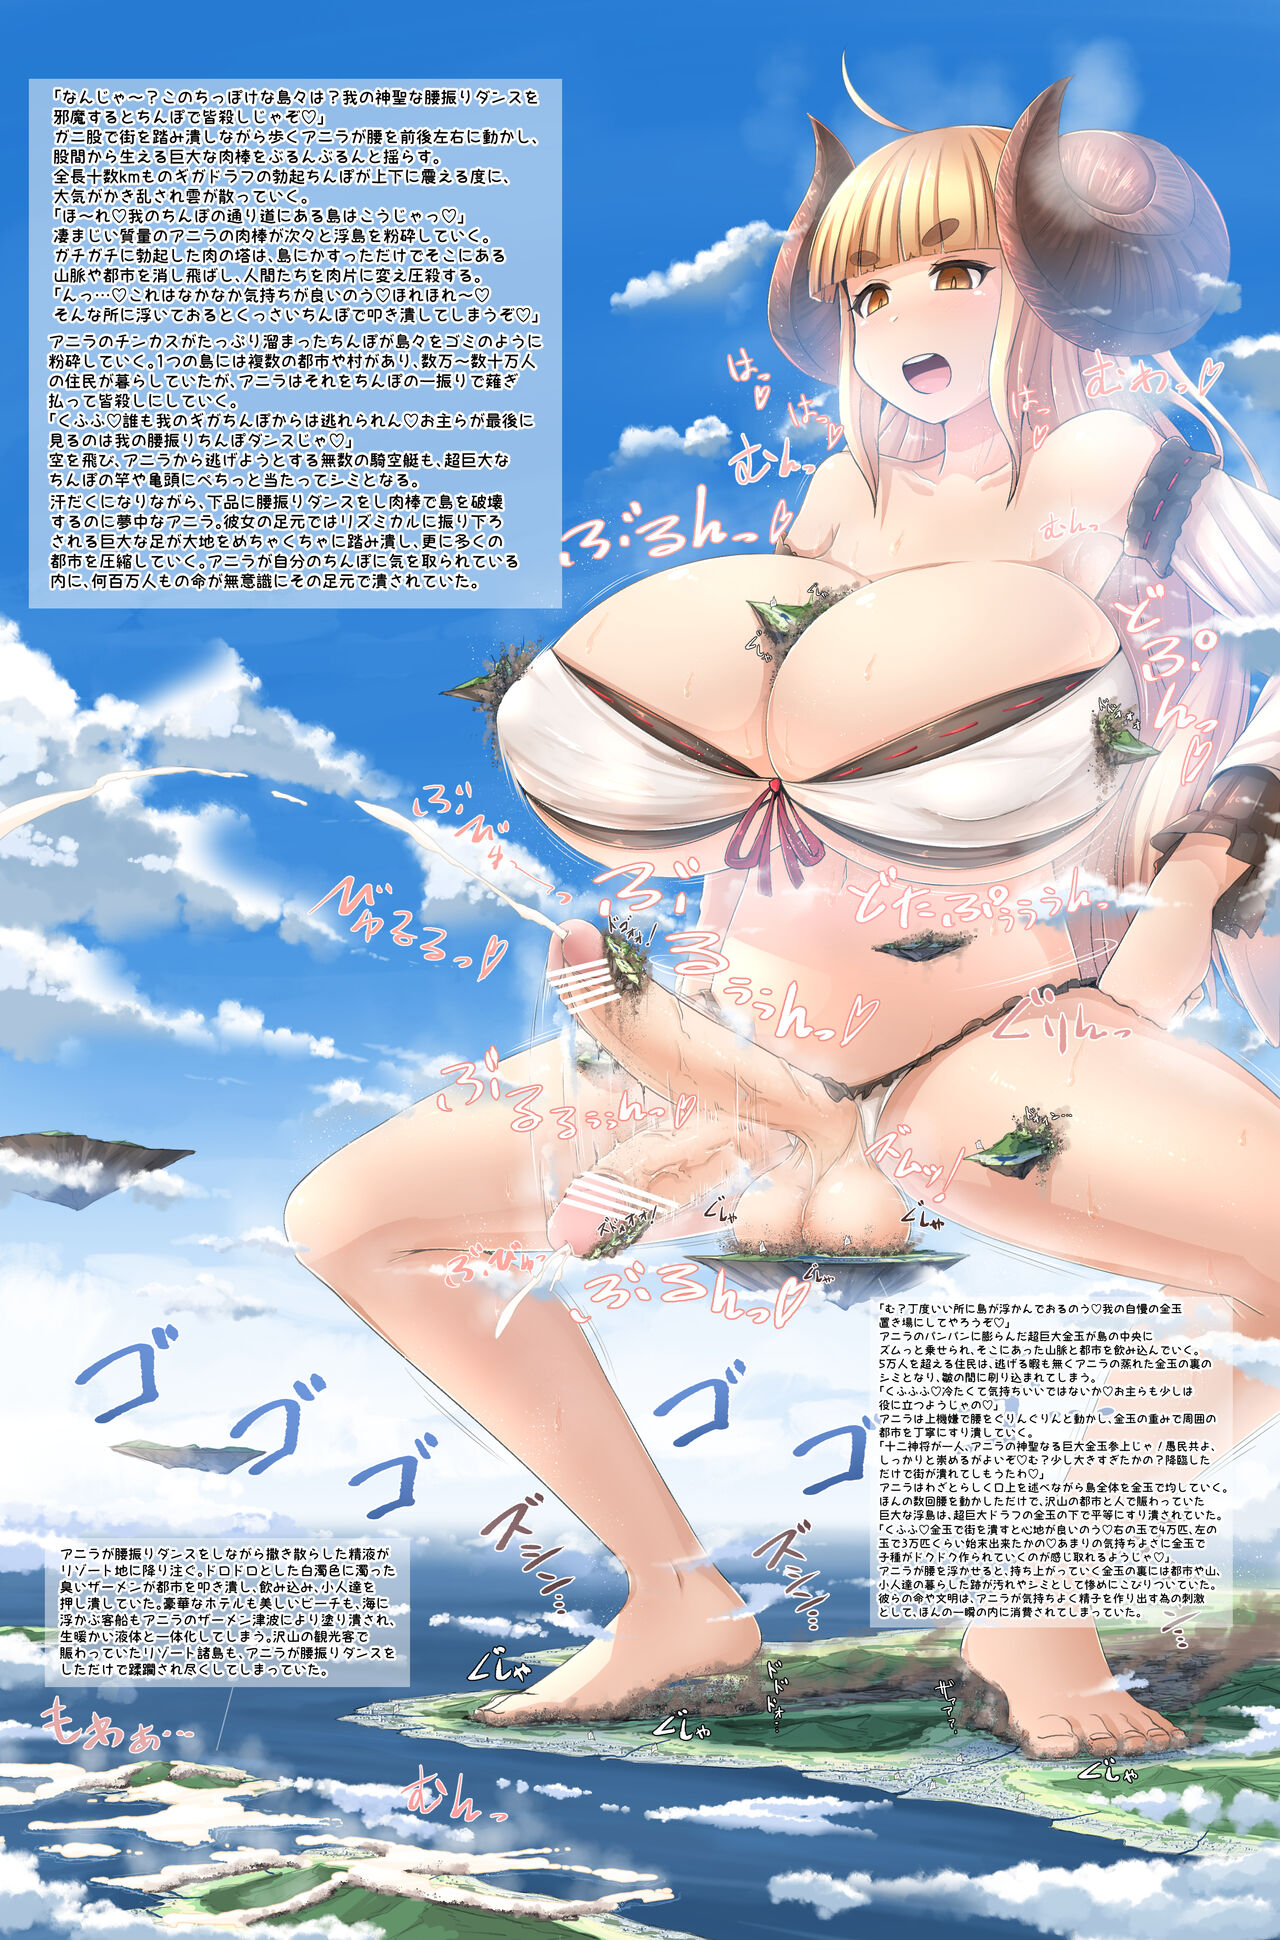 「なんじゃ～？このちっぽけな島々は？我の神聖な腰振りダンスを
邪魔するとちんぽで皆殺しじゃぞ♡」
ガニ股で街を踏み潰しながら歩くアニラが腰を前後左右に動かし、
股間から生える巨大な肉棒をぶるんぶるんと揺らす。
全長十数kmものギガドラフの勃起ちんぽが上下に震える度に、
大気がかき乱され雲が散っていく。
「ほ～れ♡我のちんぽの通り道にある島はこうじゃっ♡」
凄まじい質量のアニラの肉棒が次々と浮島を粉砕していく。
ガチガチに勃起した肉の塔は、島にかすっただけでそこにある
山脈や都市を消し飛ばし、人間たちを肉片に変え圧殺する。
「んっ…♡これはなかなか気持ちが良いのう♡ほれほれ～♡
そんな所に浮いておるとくっさいちんぽで叩き潰してしまうぞ♡」
アニラのチンカスがたっぷり溜まったちんぽが島々をゴミのように
粉砕していく。1つの島には複数の都市や村があり、数万～数十万人
の住民が暮らしていたが、アニラはそれをちんぽの一振りで薙ぎ
払って皆殺しにしていく。
「くふふ♡誰も我のギガちんぽからは逃れられん♡お主らが最後に
見るのは我の腰振りちんぽダンスじゃ♡」
空を飛び、アニラから逃げようとする無数の騎空艇も、超巨大な
ちんぽの竿や亀頭にべちっと当たってシミとなる。
汗だくになりながら、下品に腰振りダンスをし肉棒で島を破壊
するのに夢中なアニラ。彼女の足元ではリズミカルに振り下ろ
される巨大な足が大地をめちゃくちゃに踏み潰し、更に多くの
都市を圧縮していく。アニラが自分のちんぽに気を取られている
内に、何百万人もの命が無意識にその足元で潰されていた。
はっ♡
はっ♡
はっ♡
むわっ♡
むんっ
むんっ
ぶるんっ♡
ぐしゃ
ぐしゃ
どぷんっ♡
ドドォォォ
ぶびゅ～っ
びゅるるっ♡
ドゴォォ!
ぶるるぅぅんっ♡
どたぷぅぅぅんっ
ぐりんっ
ぶるるぅぅんっ♡
ドォォン…
ズムッ!
ぐしゃ
ぐしゃ
ズドォォオ!
ぶびゅっ
ぶるんっ♡
ぐしゃ
ぐしゃ
「む？丁度いい所に島が浮かんでおるのう♡我の自慢の金玉
置き場にしてやろうぞ♡」
アニラのパンパンに膨らんだ超巨大金玉が島の中央に
ズムっと乗せられ、そこにあった山脈と都市を飲み込んでいく。
5万人を超える住民は、逃げる暇も無くアニラの蒸れた金玉の裏の
シミとなり、皺の間に刷り込まれてしまう。
「くふふふ♡冷たくて気持ちいいではないか♡お主らも少しは
役に立つようじゃの♡」
アニラは上機嫌で腰をぐりんぐりんと動かし、金玉の重みで周囲の
都市を丁寧にすり潰していく。
「十二神将が一人、アニラの神聖なる巨大金玉参上じゃ！愚民共よ、
しっかりと崇めるがよいぞ♡む？少し大きすぎたかの？降臨した
だけで街が潰れてしもうたわ♡」
アニラはわざとらしく口上を述べながら島全体を金玉で均していく。
ほんの数回腰を動かしただけで、沢山の都市と人で賑わっていた
巨大な浮島は、超巨大ドラフの金玉の下で平等にすり潰されていた。
「くふふ♡金玉で街を潰すと心地が良いのう♡右の玉で4万匹、左の
玉で3万匹くらい始末出来たかの♡あまりの気持ちよさに金玉で
子種がドクドク作られていくのが感じ取れるようじゃ♡」
アニラが腰を浮かせると、持ち上がっていく金玉の裏には都市や山、
小人達の暮らした跡が汚れやシミとして惨めにこびりついていた。
彼らの命や文明は、アニラが気持ちよく精子を作り出す為の刺激
として、ほんの一瞬の内に消費されてしまっていた。
ゴゴゴゴ
ゴゴ
ズシンッ
ズシンッ
アニラが腰振りダンスをしながら撒き散らした精液が
リゾート地に降り注ぐ。ドロドロとした白濁色に濁った
臭いザーメンが都市を叩き潰し、飲み込み、小人達を
押し潰していた。豪華なホテルも美しいビーチも、海に
浮かぶ客船もアニラのザーメン津波により塗り潰され、
生暖かい液体と一体化してしまう。沢山の観光客で
賑わっていたリゾート諸島も、アニラが腰振りダンスを
しただけで蹂躙され尽くしてしまっていた。
ぐしゃ
ドドドォ…
ぐしゃ
ぐしゃ
ぐしゃ
もわぁ…
むんっ